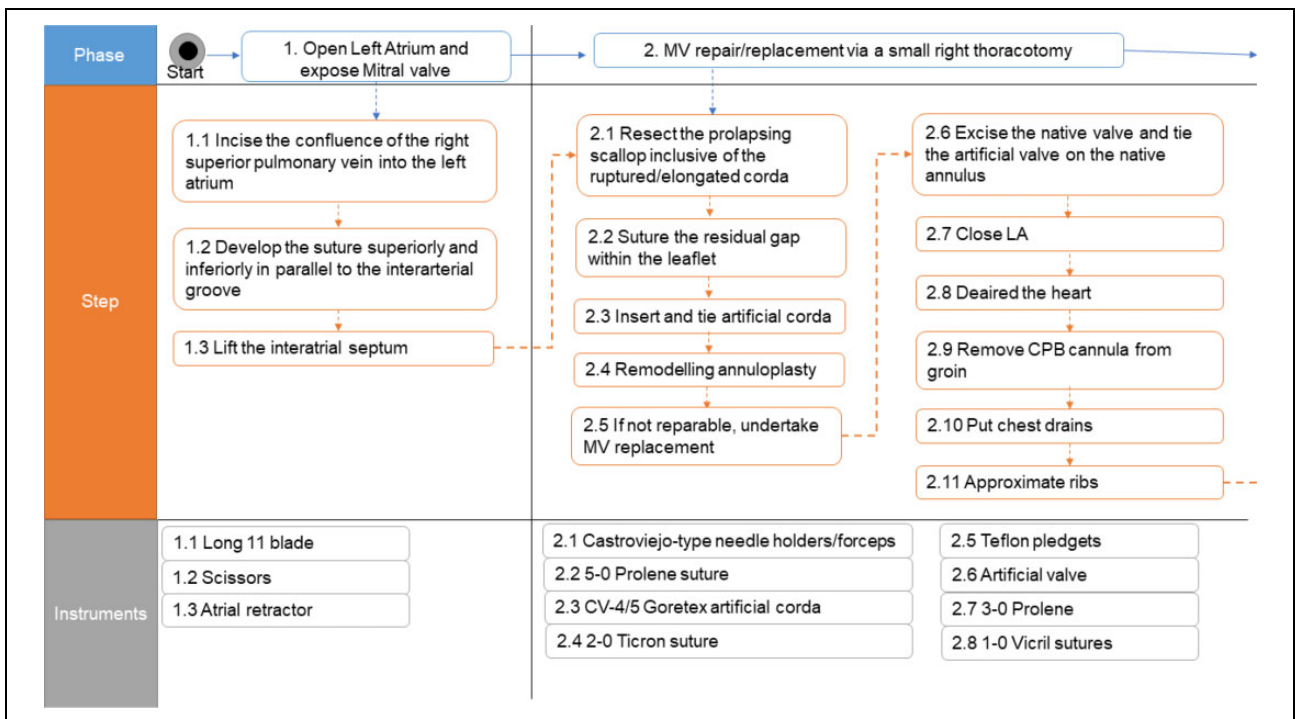 Phase
Start
1. Open Left Atrium and
expose Mitral valve
2. MV repair/replacement via a small right thoracotomy
Step
1.1 Incise the confluence of the right
superior pulmonary vein into the left
atrium
1.2 Develop the suture superiorly and
inferiorly in parallel to the interarterial
groove
1.3 Lift the interatrial septum
2.1 Resect the prolapsing
scallop inclusive of the
ruptured/elongated corda
2.2 Suture the residual gap
within the leaflet
2.3 Insert and tie artificial corda
2.4 Remodelling annuloplasty
2.5 If not reparable, undertake
MV replacement
2.6 Excise the native valve and tie
the artificial valve on the native
annulus
2.7 Close LA
2.8 Deaired the heart
2.9 Remove CPB cannula from
groin
2.10 Put chest drains
2.11 Approximate ribs
Instruments
1.1 Long 11 blade
1.2 Scissors
1.3 Atrial retractor
2.1 Castroviejo-type needle holders/forceps
2.2 5-0 Prolene suture
2.3 CV-4/5 Goretex artificial corda
2.4 2-0 Ticron suture
2.5 Teflon pledgets
2.6 Artificial valve
2.7 3-0 Prolene
2.8 1-0 Vicril sutures